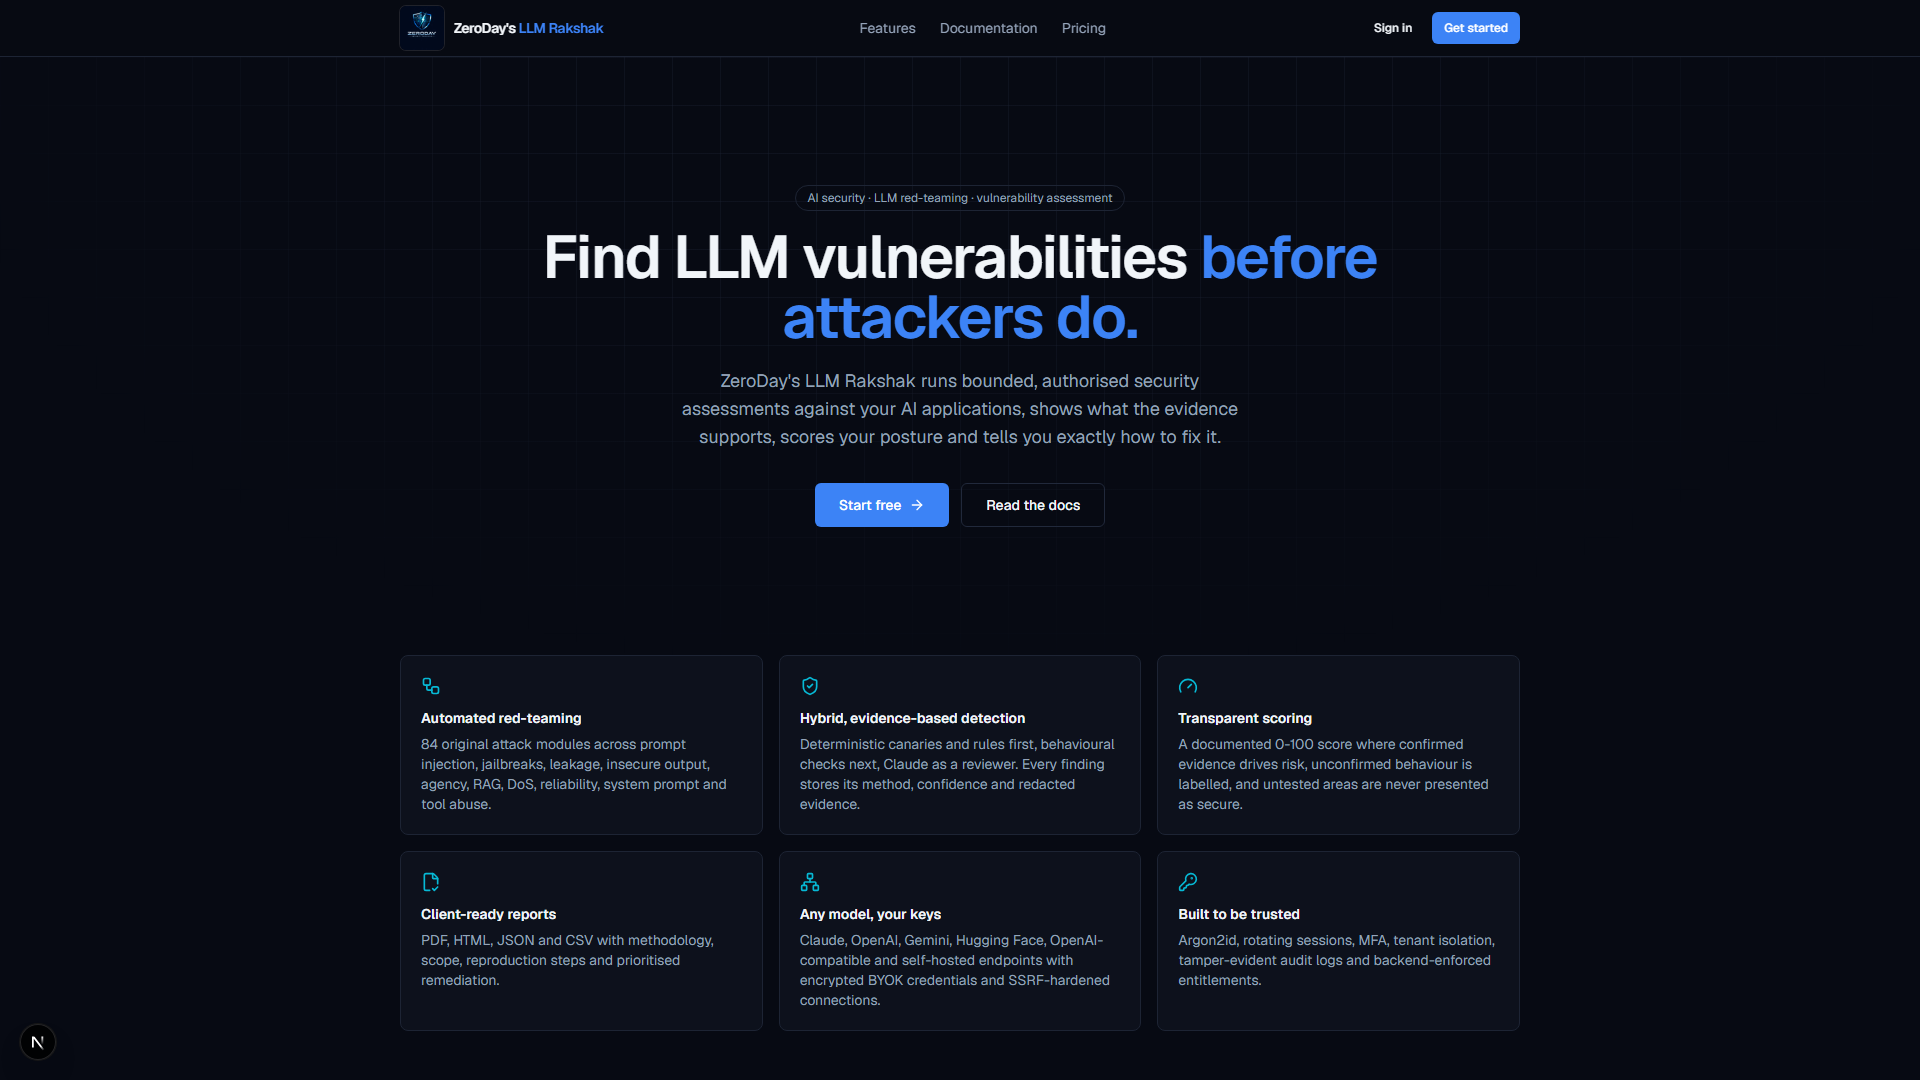 ZERODAY
ZeroDay's LLM Rakshak
Features
Documentation
Pricing
Sign in
Get started
AI security · LLM red-teaming · vulnerability assessment
Find LLM vulnerabilities before
attackers do.
ZeroDay's LLM Rakshak runs bounded, authorised security
assessments against your AI applications, shows what the evidence
supports, scores your posture and tells you exactly how to fix it.
Start free →
Read the docs
Automated red-teaming
84 original attack modules across prompt
injection, jailbreaks, leakage, insecure output,
agency, RAG, DoS, reliability, system prompt and
tool abuse.
Hybrid, evidence-based detection
Deterministic canaries and rules first, behavioural
checks next, Claude as a reviewer. Every finding
stores its method, confidence and redacted
evidence.
Transparent scoring
A documented 0-100 score where confirmed
evidence drives risk, unconfirmed behaviour is
labelled, and untested areas are never presented
as secure.
Client-ready reports
PDF, HTML, JSON and CSV with methodology,
scope, reproduction steps and prioritised
remediation.
Any model, your keys
Claude, OpenAI, Gemini, Hugging Face, OpenAI-
compatible and self-hosted endpoints with
encrypted BYOK credentials and SSRF-hardened
connections.
Built to be trusted
Argon2id, rotating sessions, MFA, tenant isolation,
tamper-evident audit logs and backend-enforced
entitlements.
N